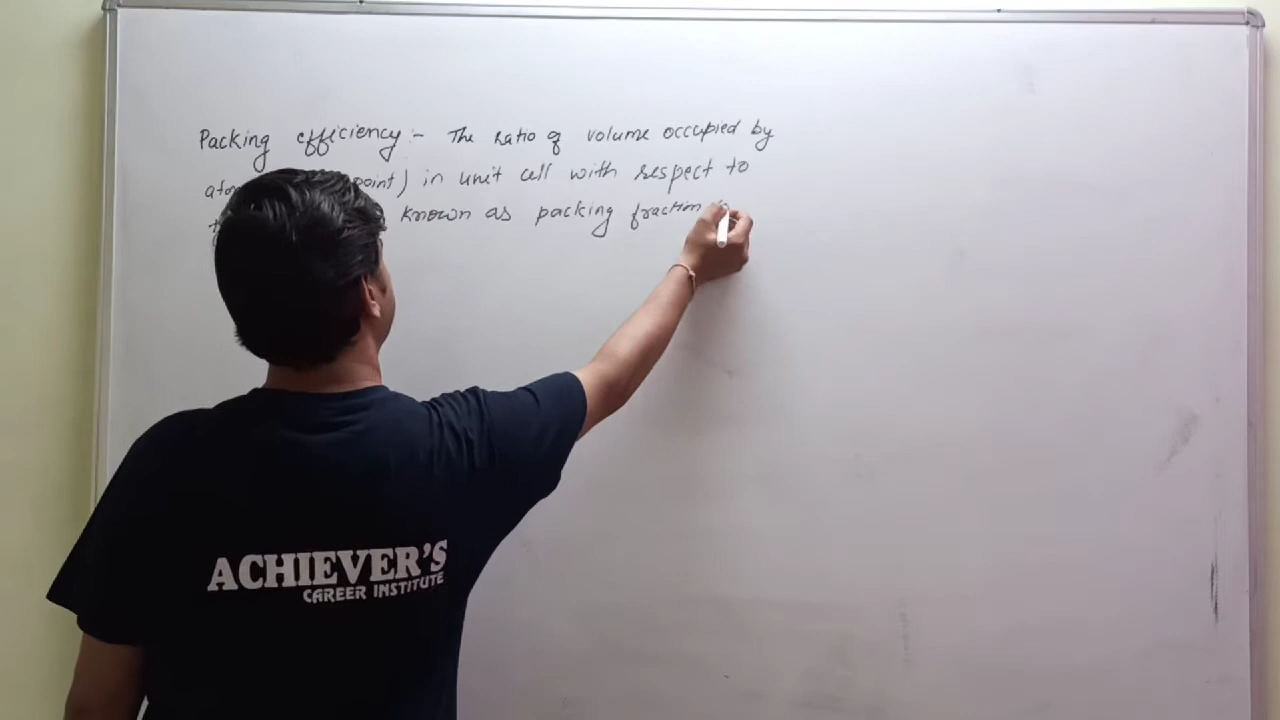 Packing efficiency :- The ratio of volume occupied by
point) in unit cell with respect to
known as packing fraction
ACHIEVER'S
CAREER INSTITUTE